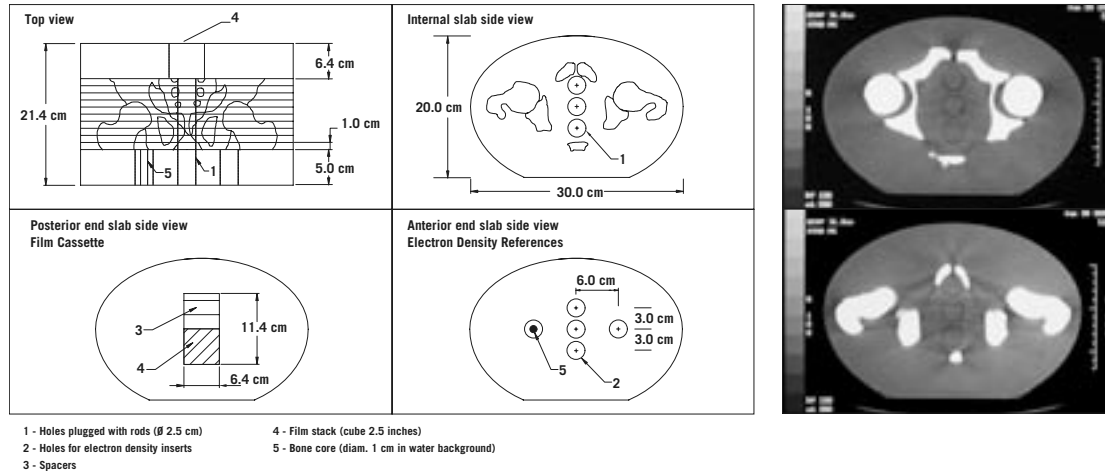 Top view
4
6.4 cm
21.4 cm
1.0 cm
5.0 cm
5
1
Internal slab side view
20.0 cm
1
30.0 cm
Posterior end slab side view
Film Cassette
3
11.4 cm
4
6.4 cm
Anterior end slab side view
Electron Density References
6.0 cm
3.0 cm
3.0 cm
5
2
1 - Holes plugged with rods (Ø 2.5 cm)
2 - Holes for electron density inserts
3 - Spacers
4 - Film stack (cube 2.5 inches)
5 - Bone core (diam. 1 cm in water background)